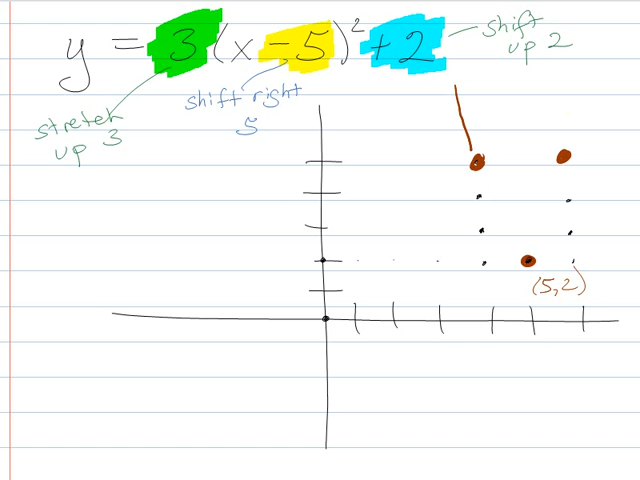 y = 3(x - 5)² + 2
shift
up 2
shift right
5
stretch
up 3
(5,2)